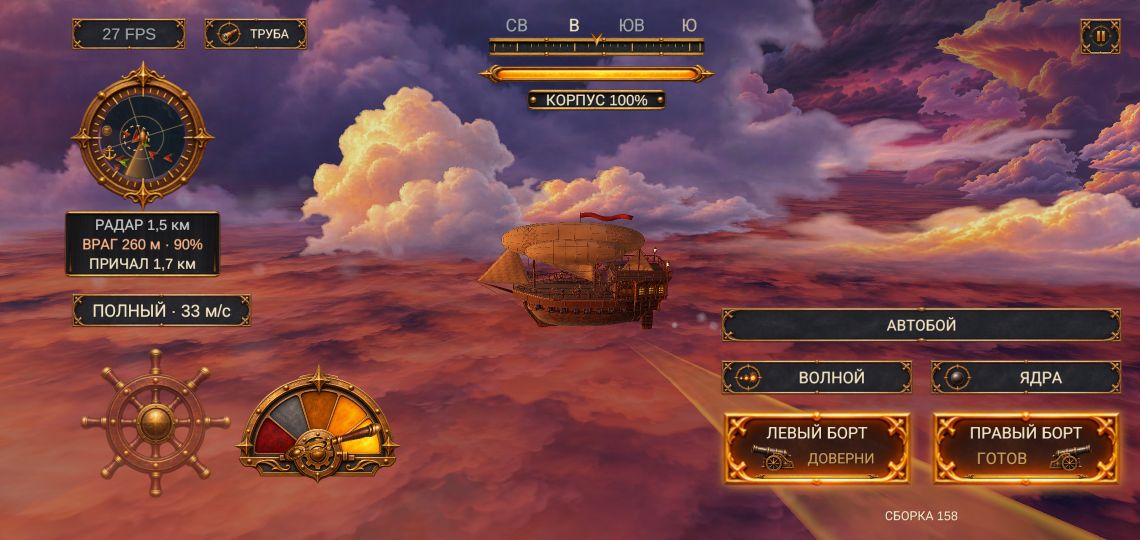 27 FPS
ТРУБА
СВ В ЮВ Ю
КОРПУС 100%
РАДАР 1,5 км
ВРАГ 260 м · 90%
ПРИЧАЛ 1,7 км
ПОЛНЫЙ · 33 м/с
АВТОБОЙ
ВОЛНОЙ
ЯДРА
ЛЕВЫЙ БОРТ
ДОВЕРНИ
ПРАВЫЙ БОРТ
ГОТОВ
СБОРКА 158